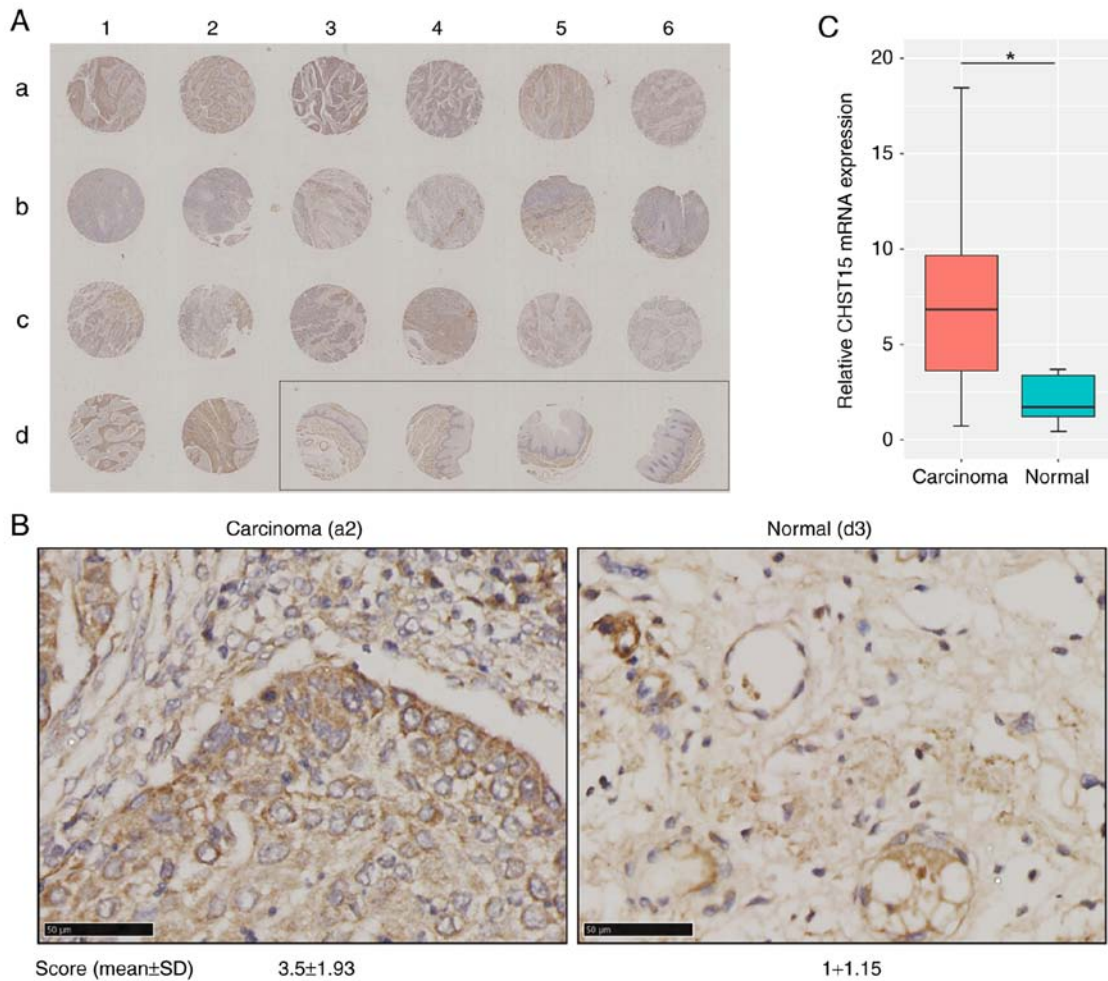 A
1 2 3 4 5 6
a
b
c
d
C
20
15
10
5
0
Relative CHST15 mRNA expression
*
Carcinoma Normal
B
Carcinoma (a2) Normal (d3)
50 µm 50 µm
Score (mean±SD) 3.5±1.93 1+1.15